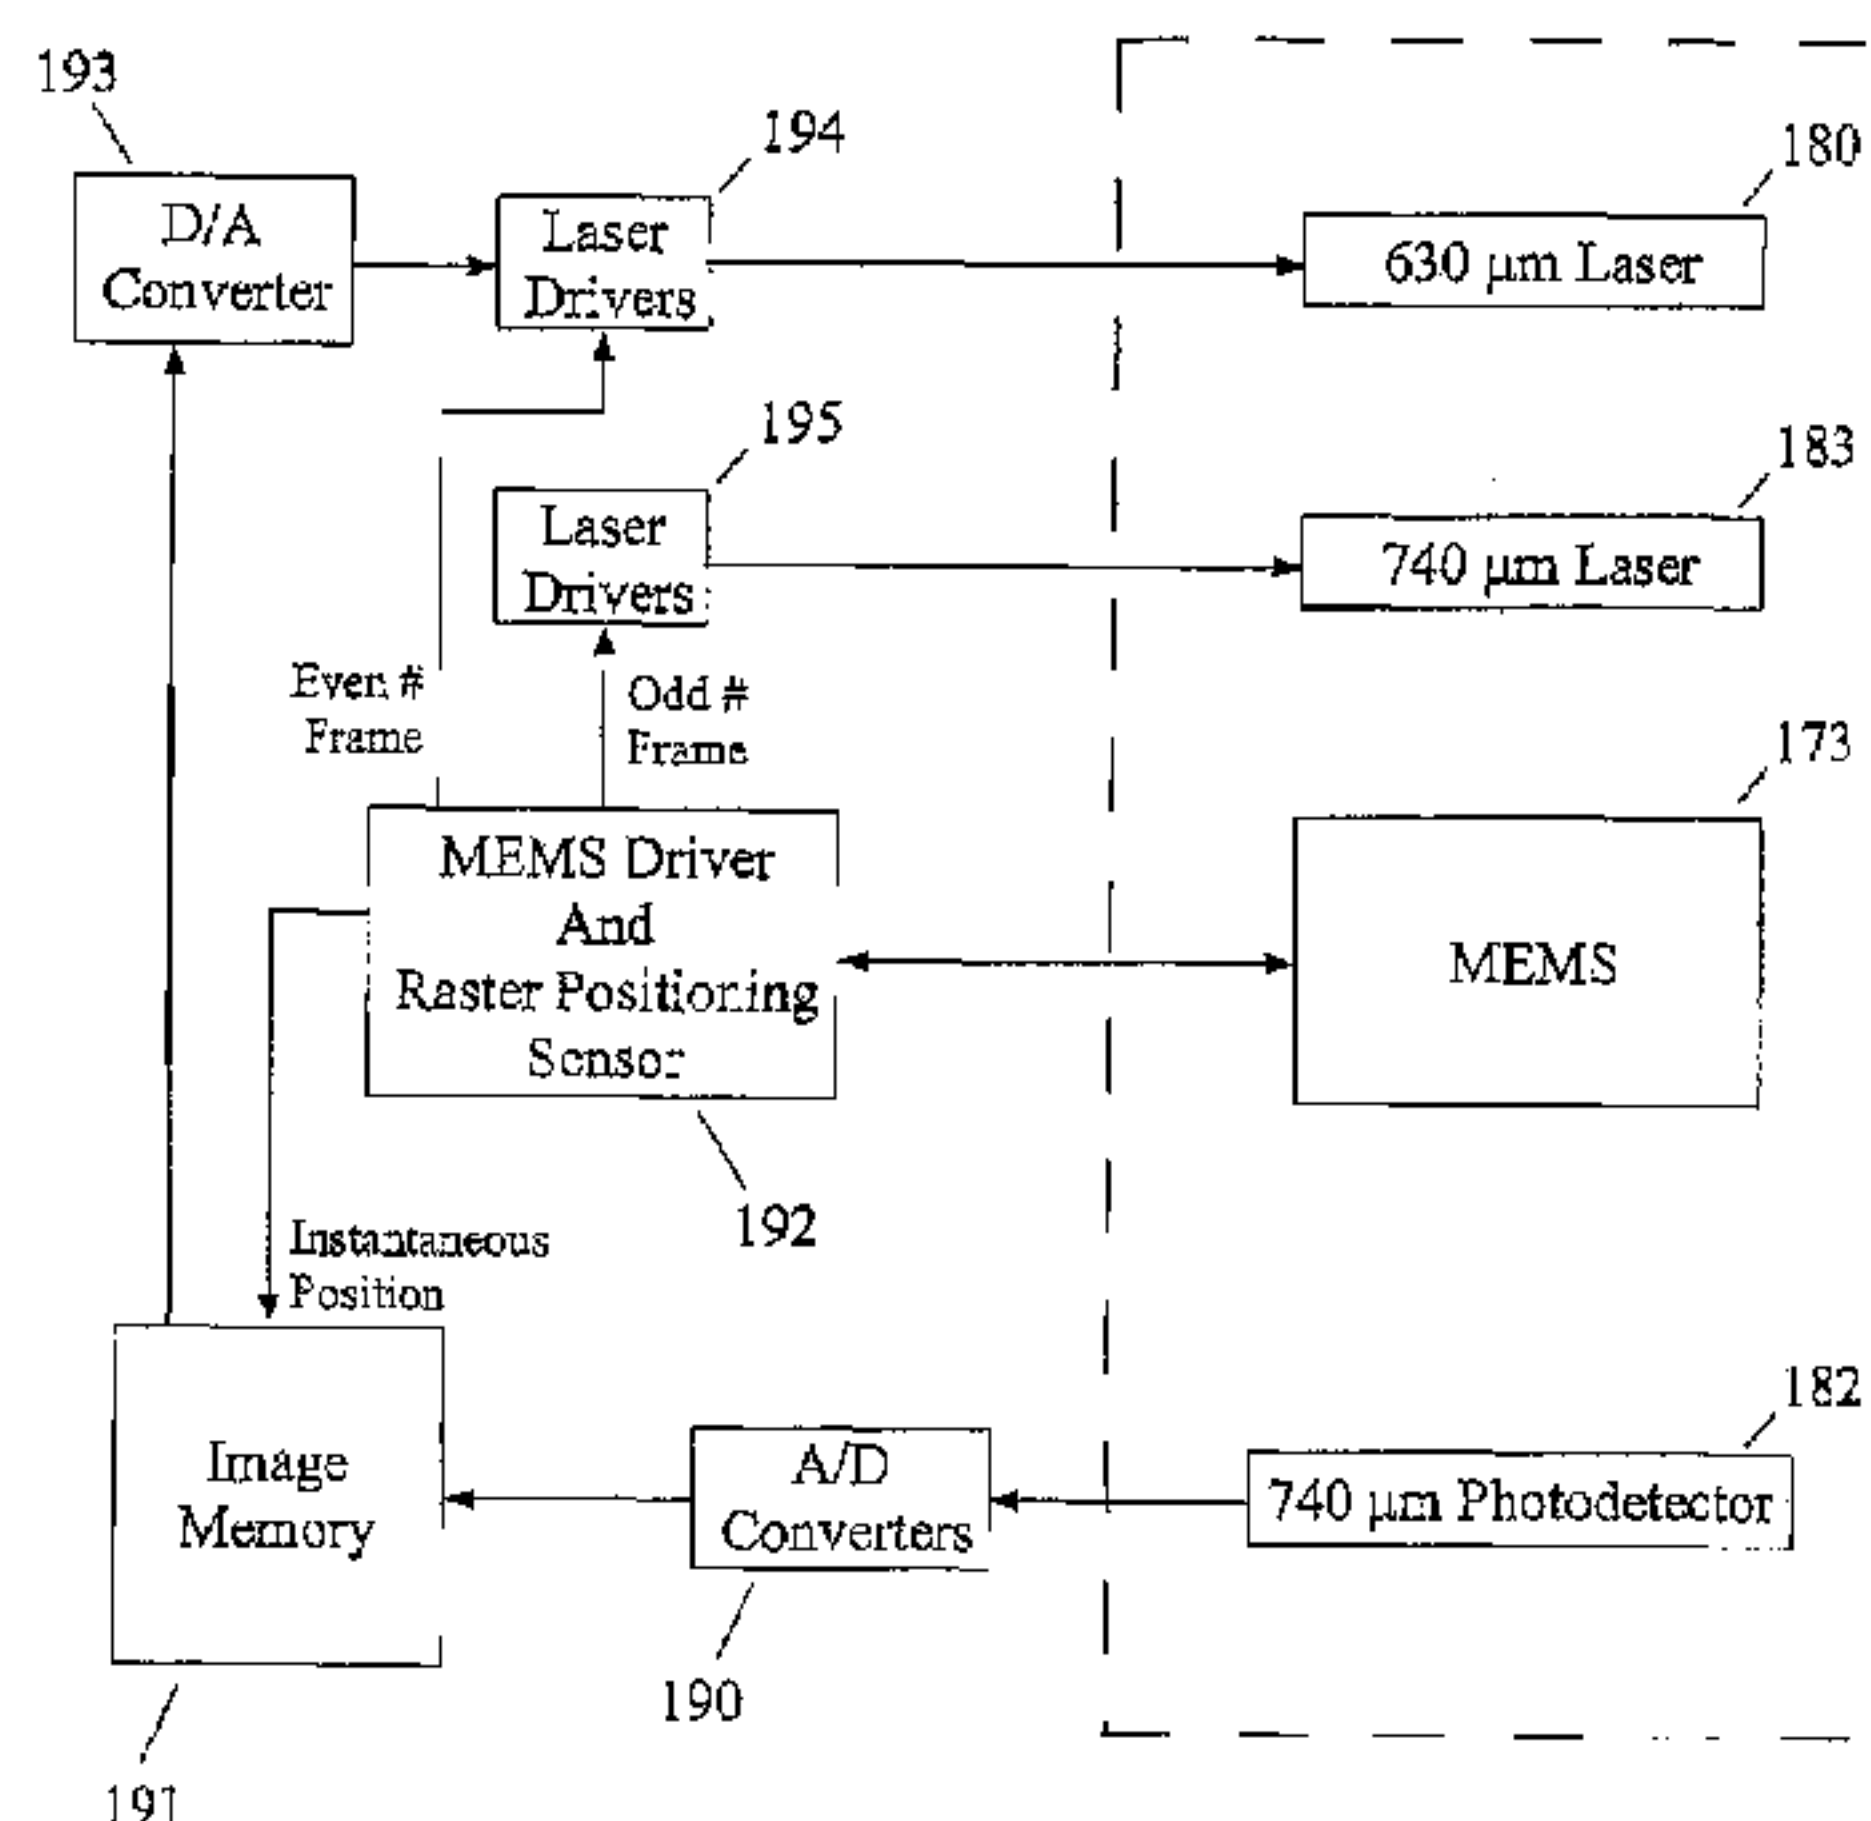 193
194
180
D/A
Converter
Laser
Drivers
630 µm Laser
195
183
Laser
Drivers
740 µm Laser
Even #
Frame
Odd #
Frame
173
MEMS Driver
And
Raster Positioning
Sensor
MEMS
192
Instantaneous
Position
182
Image
Memory
A/D
Converters
740 µm Photodetector
190
191